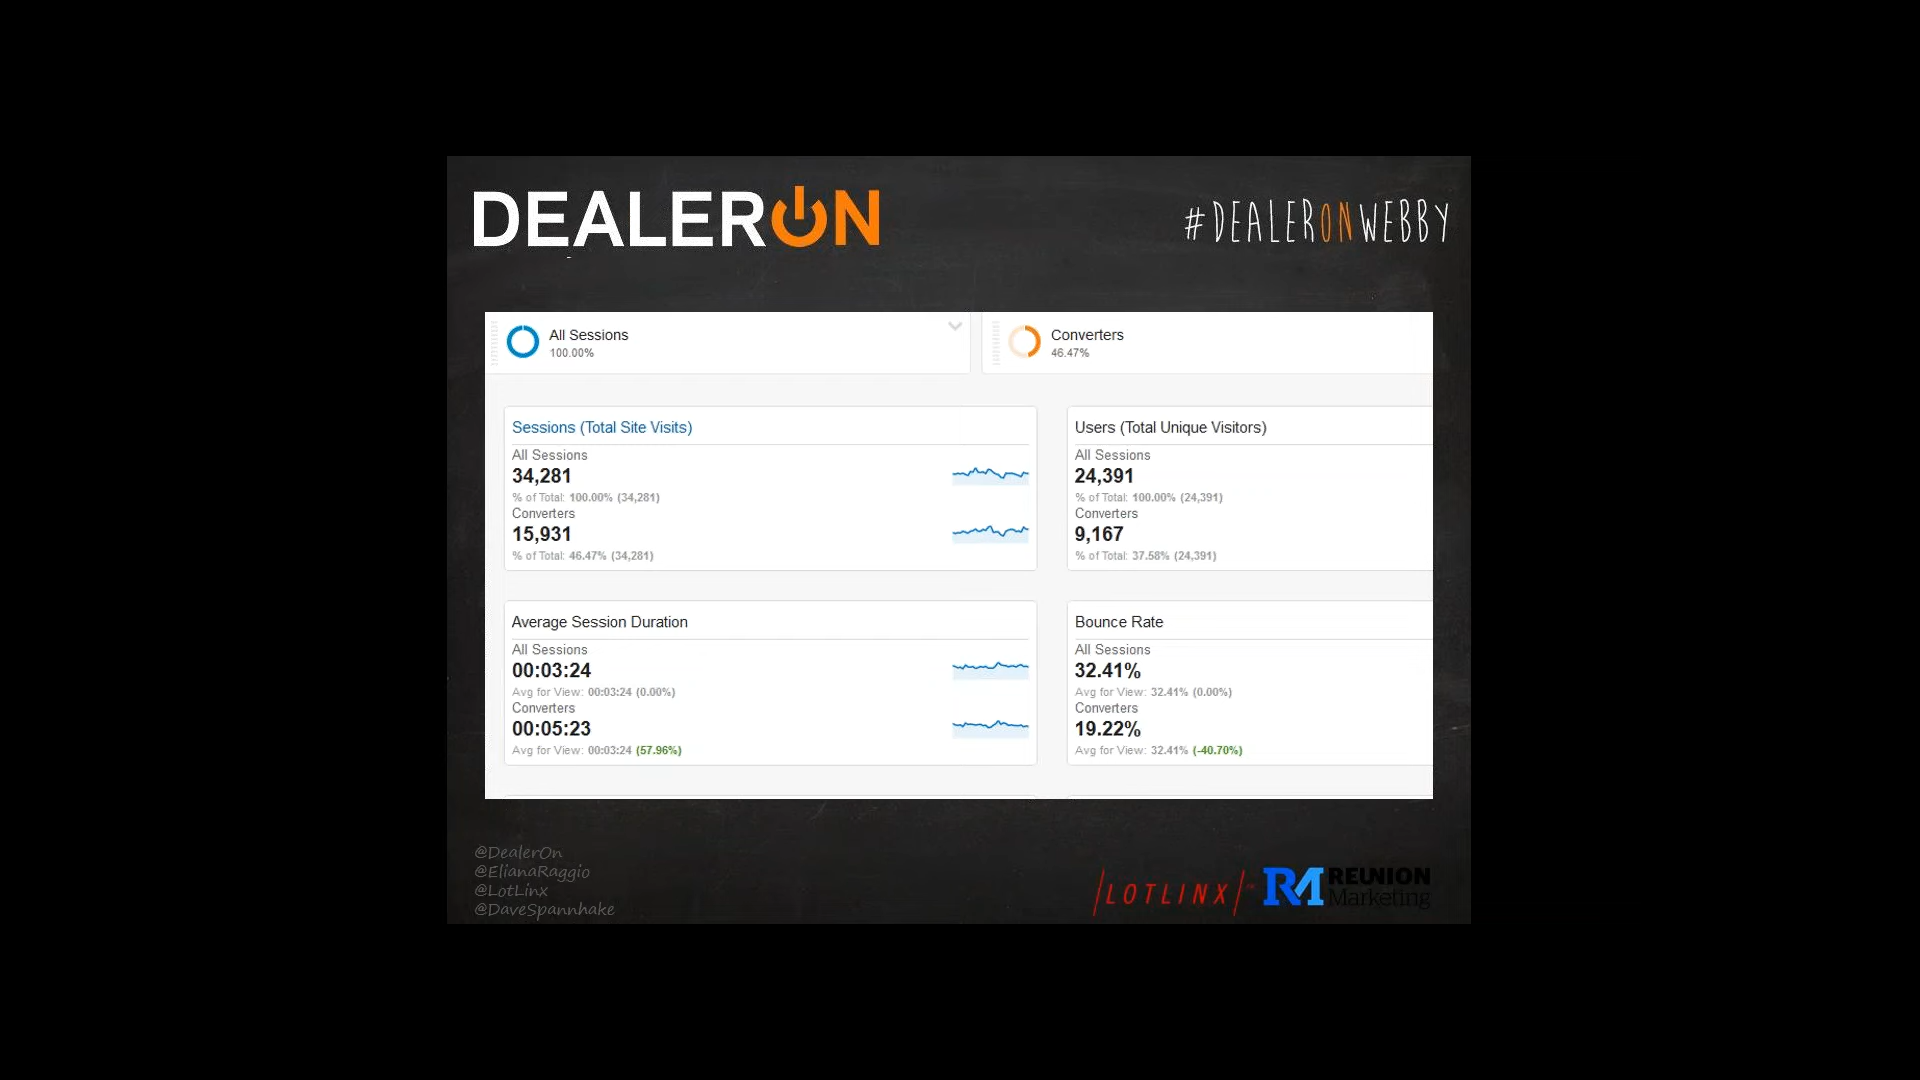 DEALERON
#DEALERONWEBBY
All Sessions
100.00%
Converters
46.47%
Sessions (Total Site Visits)
All Sessions
34,281
% of Total: 100.00% (34,281)
Converters
15,931
% of Total: 46.47% (34,281)
Users (Total Unique Visitors)
All Sessions
24,391
% of Total: 100.00% (24,391)
Converters
9,167
% of Total: 37.58% (24,391)
Average Session Duration
All Sessions
00:03:24
Avg for View: 00:03:24 (0.00%)
Converters
00:05:23
Avg for View: 00:03:24 (57.96%)
Bounce Rate
All Sessions
32.41%
Avg for View: 32.41% (0.00%)
Converters
19.22%
Avg for View: 32.41% (-40.70%)
@DealerOn
@ElianaRaggio
@LotLinx
@DaveSpannhake
/LOTLINX/
RM REUNION
Marketing